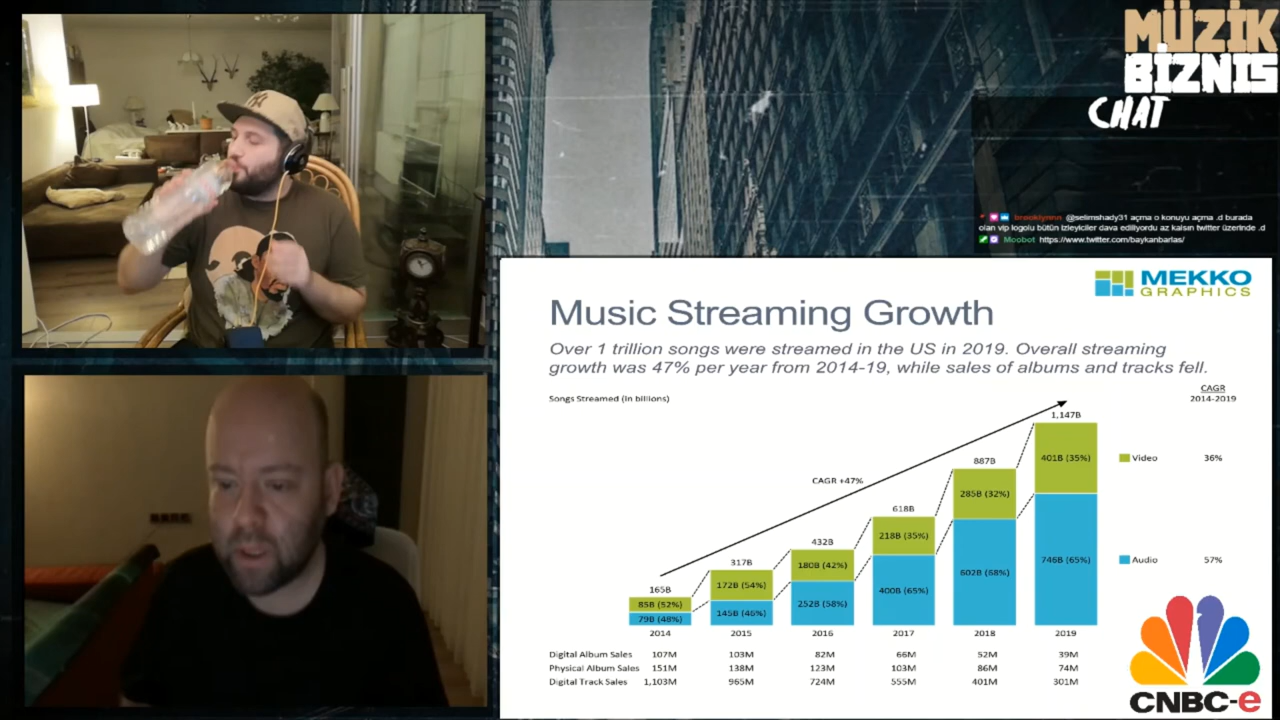 MÜZİK
BİZNIS
CHAT
brooklynnn @selimshady31 açma o konuyu açma .d burada
olan vip logolu bütün izleyiciler dava ediliyordu az kalsın twitter üzerinde .d
Moobot https://www.twitter.com/baykanbarlas/
MEKKO
GRAPHICS
Music Streaming Growth
Over 1 trillion songs were streamed in the US in 2019. Overall streaming
growth was 47% per year from 2014-19, while sales of albums and tracks fell.
Songs Streamed (in billions)
CAGR
2014-2019
CAGR +47%
165B 317B 432B 618B 887B 1,147B
85B (52%) 172B (54%) 180B (42%) 218B (35%) 285B (32%) 401B (35%)
Video 36%
79B (48%) 145B (46%) 252B (58%) 400B (65%) 602B (68%) 746B (65%)
Audio 57%
2014 2015 2016 2017 2018 2019
Digital Album Sales 107M 103M 82M 66M 52M 39M
Physical Album Sales 151M 138M 123M 103M 86M 74M
Digital Track Sales 1,103M 965M 724M 555M 401M 301M
CNBC-e